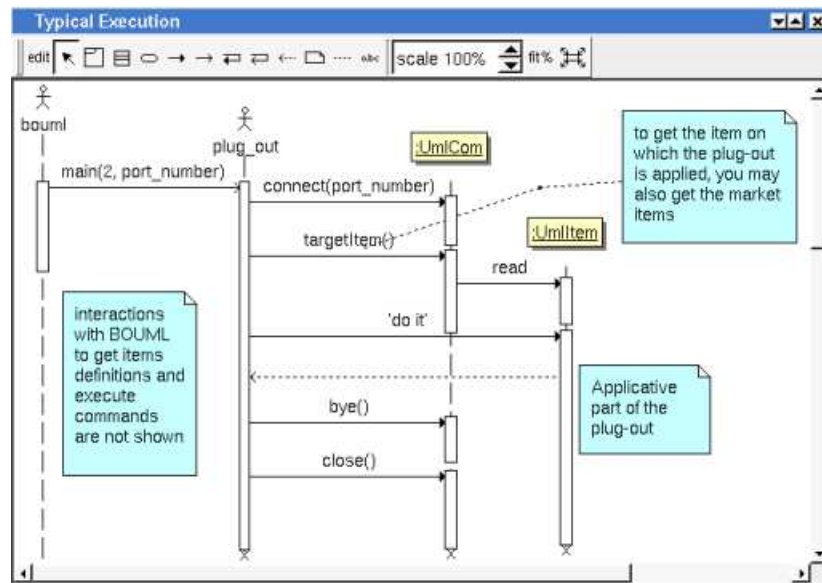 Typical Execution
edit
abc
scale 100%
fit%
bouml
plug_out
:UmlCom
to get the item on
which the plug-out
is applied, you may
also get the market
items
main(2, port_number)
connect(port_number)
targetItem()
:UmlItem
read
interactions
with BOUML
to get items
definitions and
execute
commands
are not shown
'do it'
Applicative
part of the
plug-out
bye()
close()